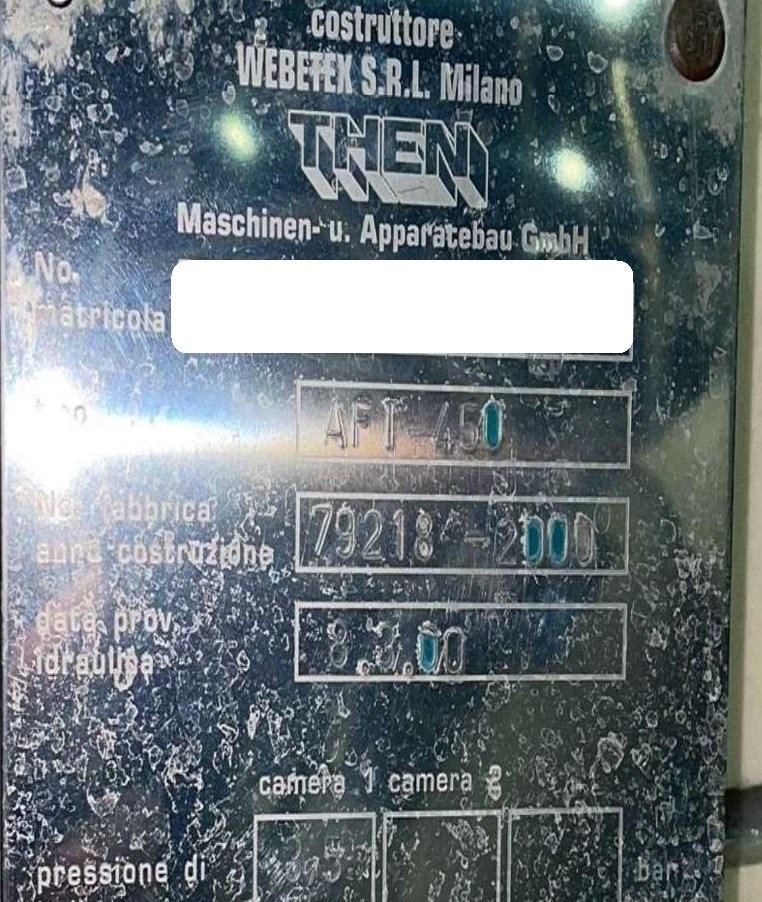 costruttore
WEBETEX S.R.L. Milano
THEN
Maschinen- u. Apparatebau GmbH
No.
matricola
tipo AFT-450
No. fabbrica
anno costruzione 79218 - 2000
data prov.
idraulica 8.3.00
camera 1 camera 2
pressione di bar